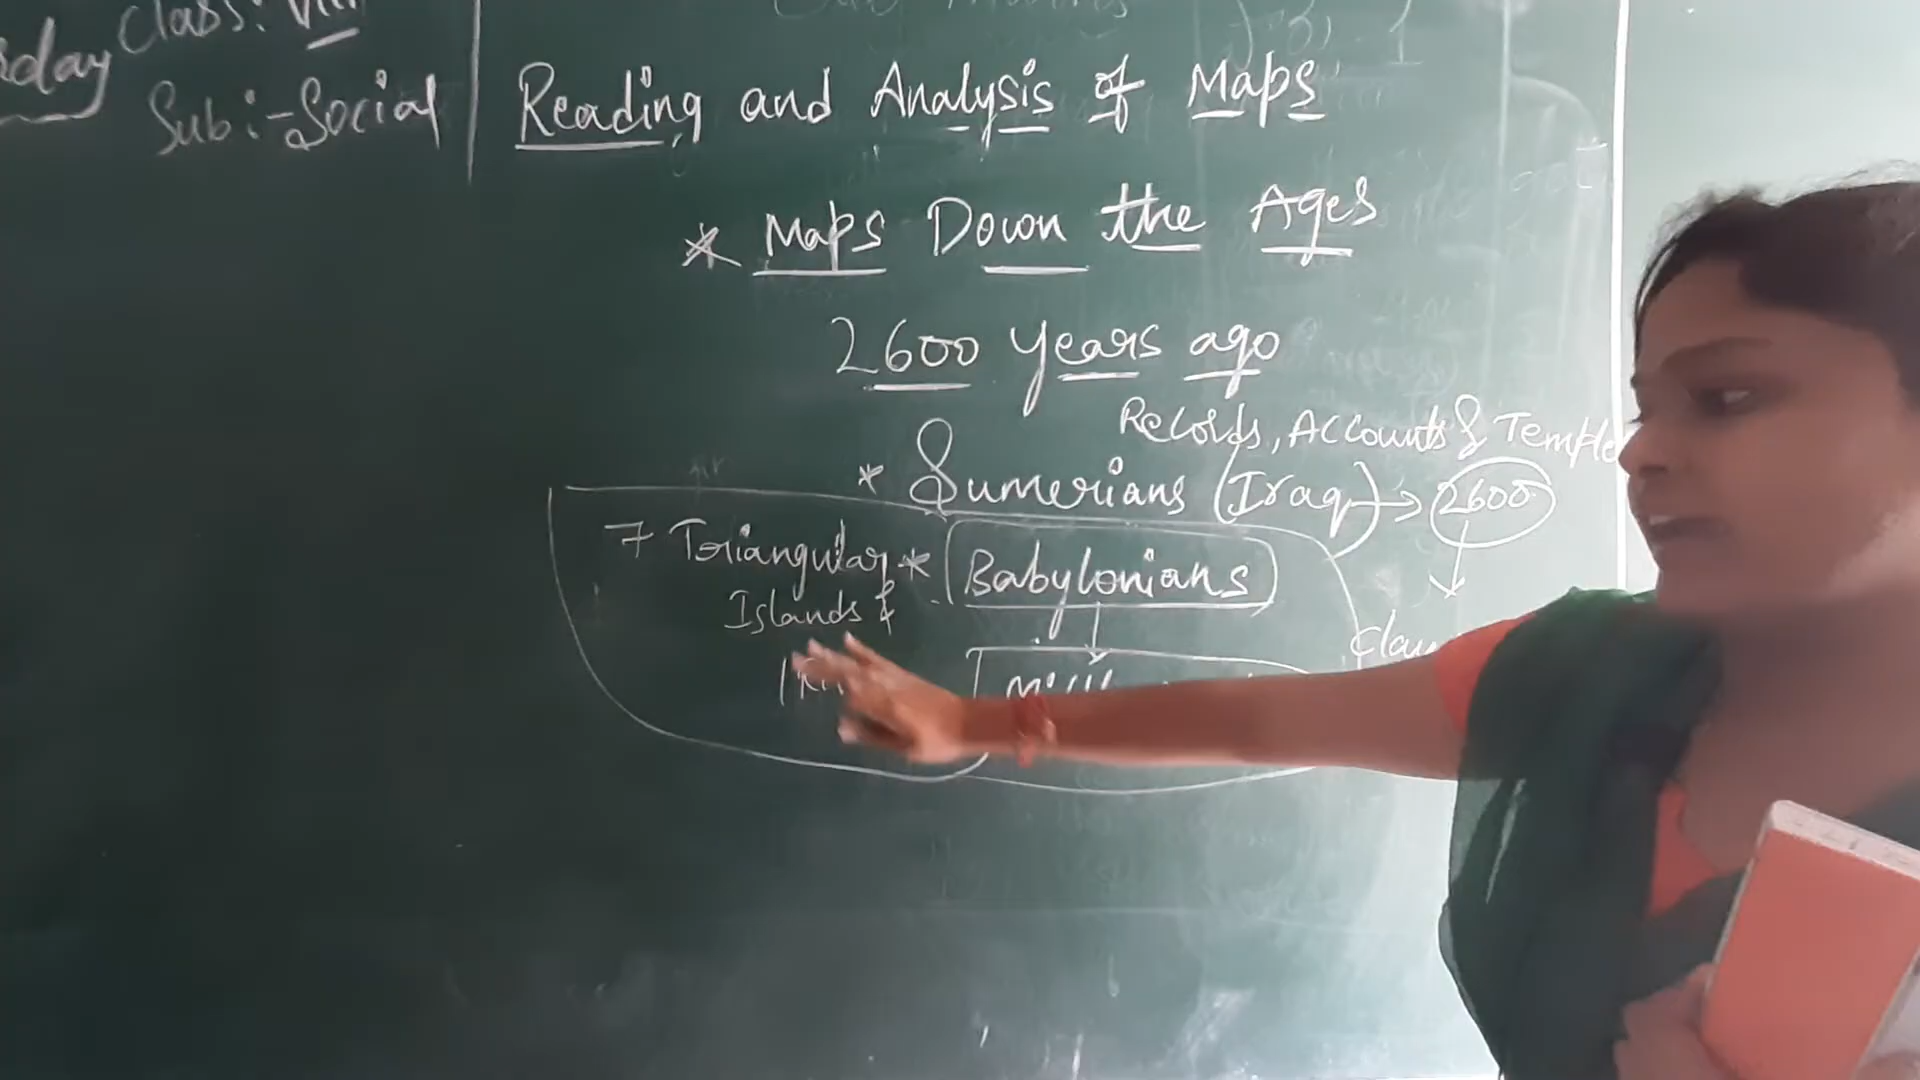 Class: VIII
Sub:- Social
Reading and Analysis of Maps
* Maps Down the Ages
2600 years ago
Records, Accounts & Temple
* Sumerians (Iraq) → 2600
7 Triangular * Babylonians
Islands &